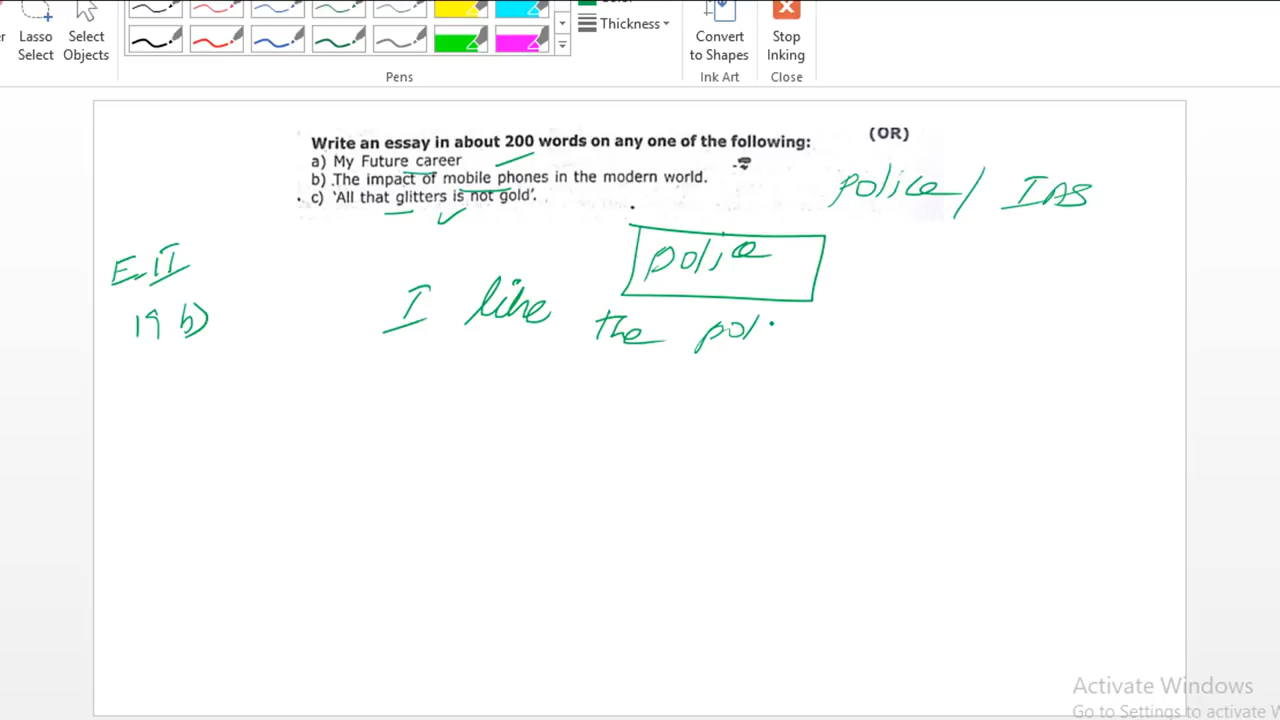 Lasso
Select
Select
Objects
Pens
Thickness
Convert
to Shapes
Ink Art
Stop
Inking
Close
(OR)
Write an essay in about 200 words on any one of the following:
a) My Future career
b) The impact of mobile phones in the modern world.
c) ‘All that glitters is not gold’.
police / IAS
E-II
19 b)
police
I like the pol
Activate Windows
Go to Settings to activate W